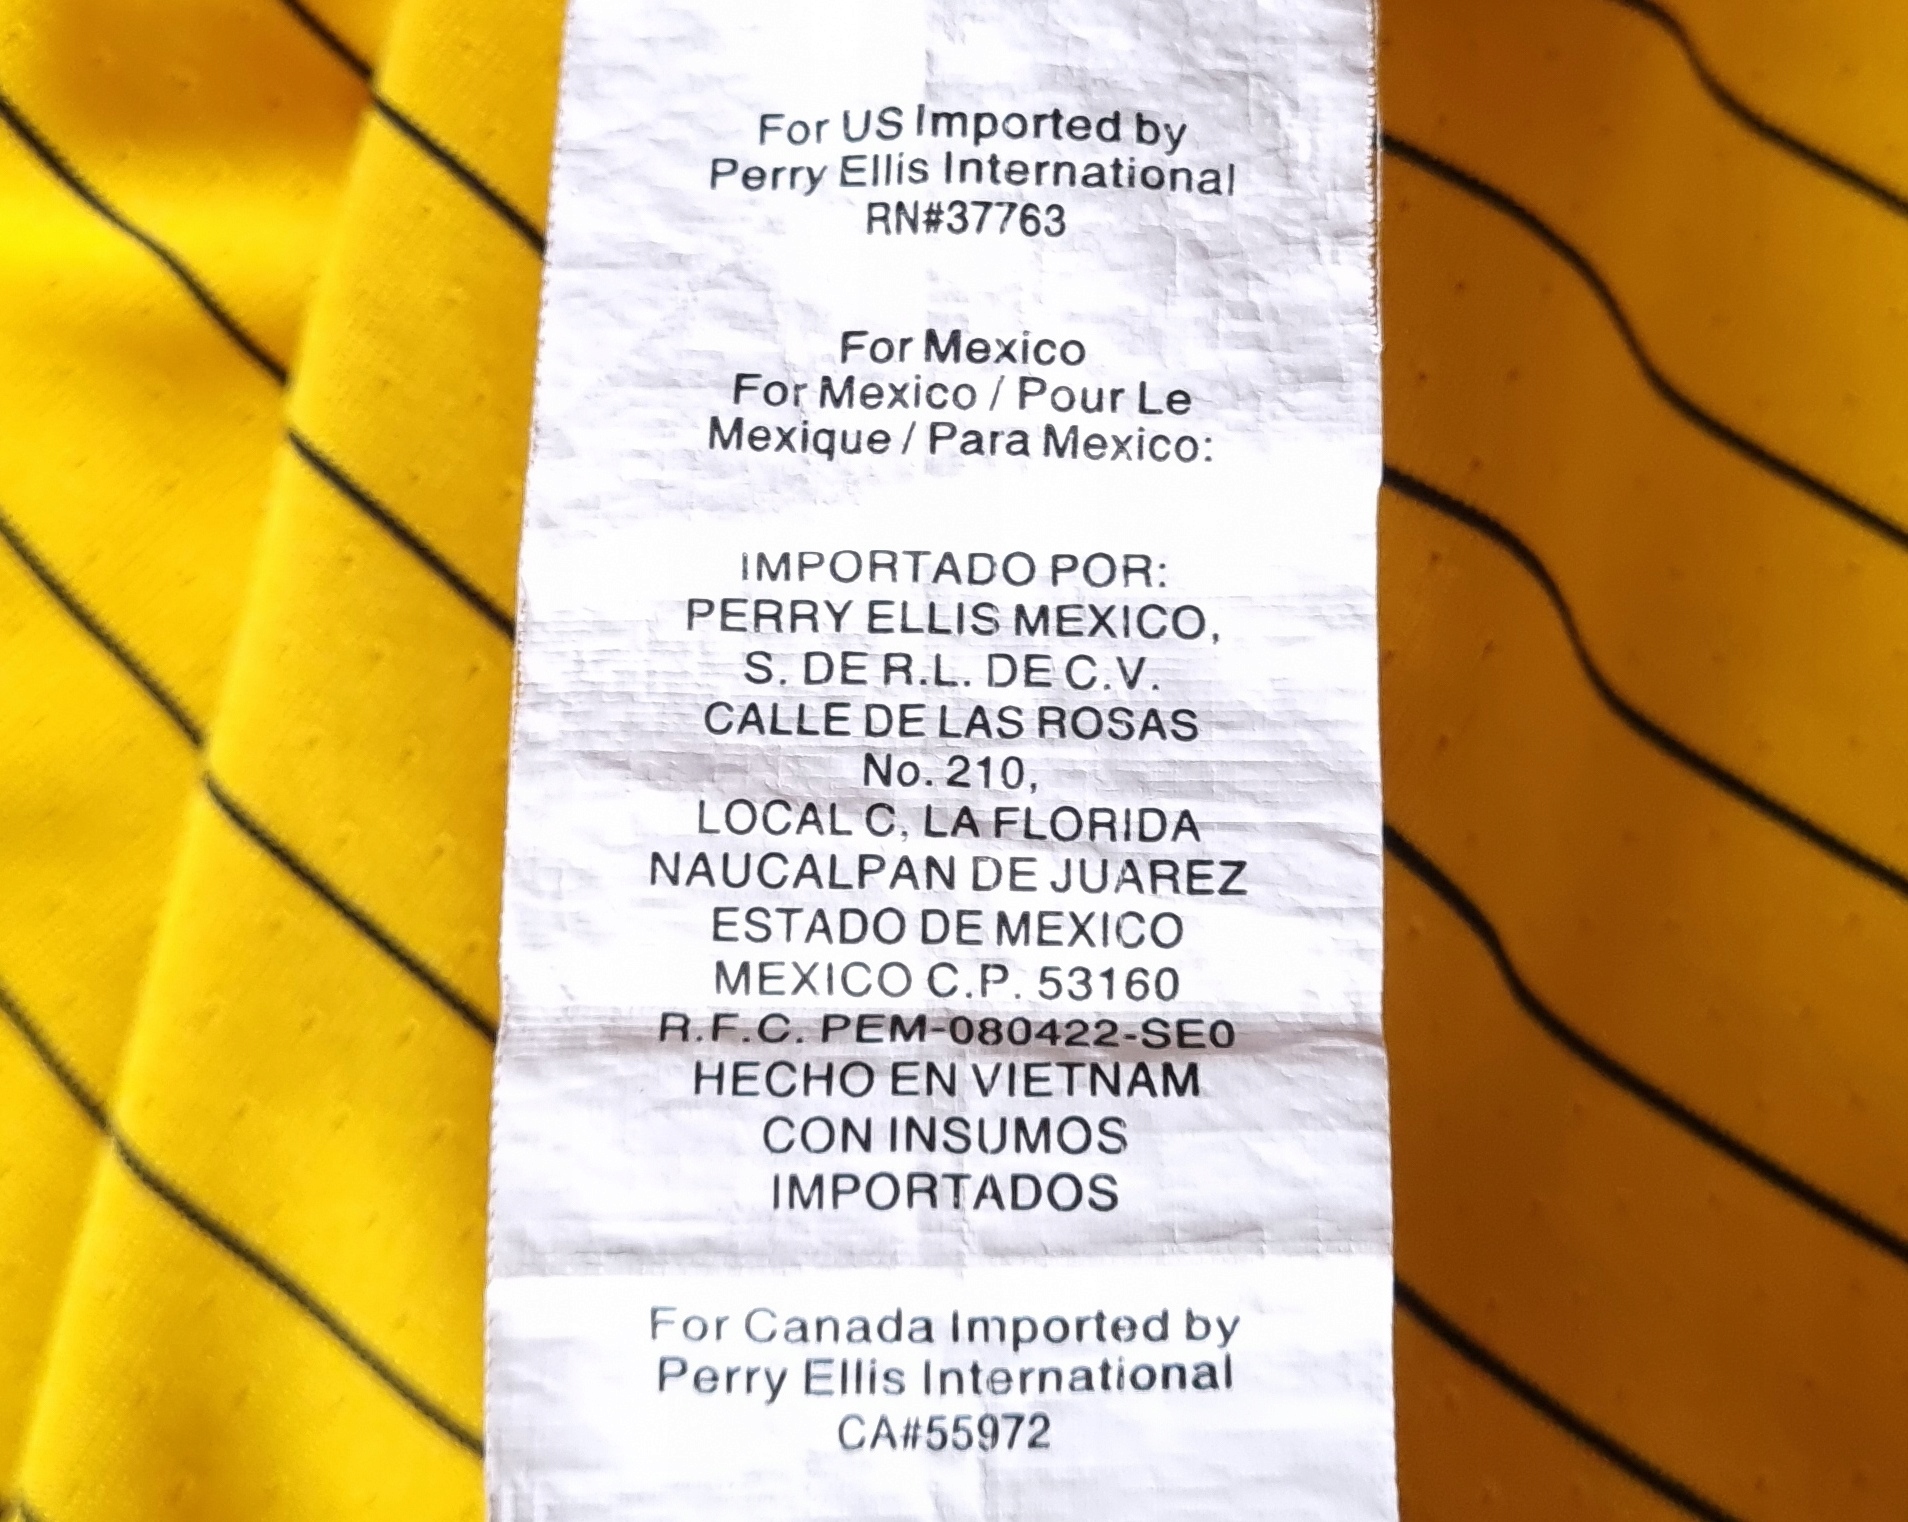 For US Imported by
Perry Ellis International
RN#37763
For Mexico
For Mexico / Pour Le
Mexique / Para Mexico:
IMPORTADO POR:
PERRY ELLIS MEXICO,
S. DE R.L. DE C.V.
CALLE DE LAS ROSAS
No. 210,
LOCAL C, LA FLORIDA
NAUCALPAN DE JUAREZ
ESTADO DE MEXICO
MEXICO C.P. 53160
R.F.C. PEM-080422-SE0
HECHO EN VIETNAM
CON INSUMOS
IMPORTADOS
For Canada Imported by
Perry Ellis International
CA#55972